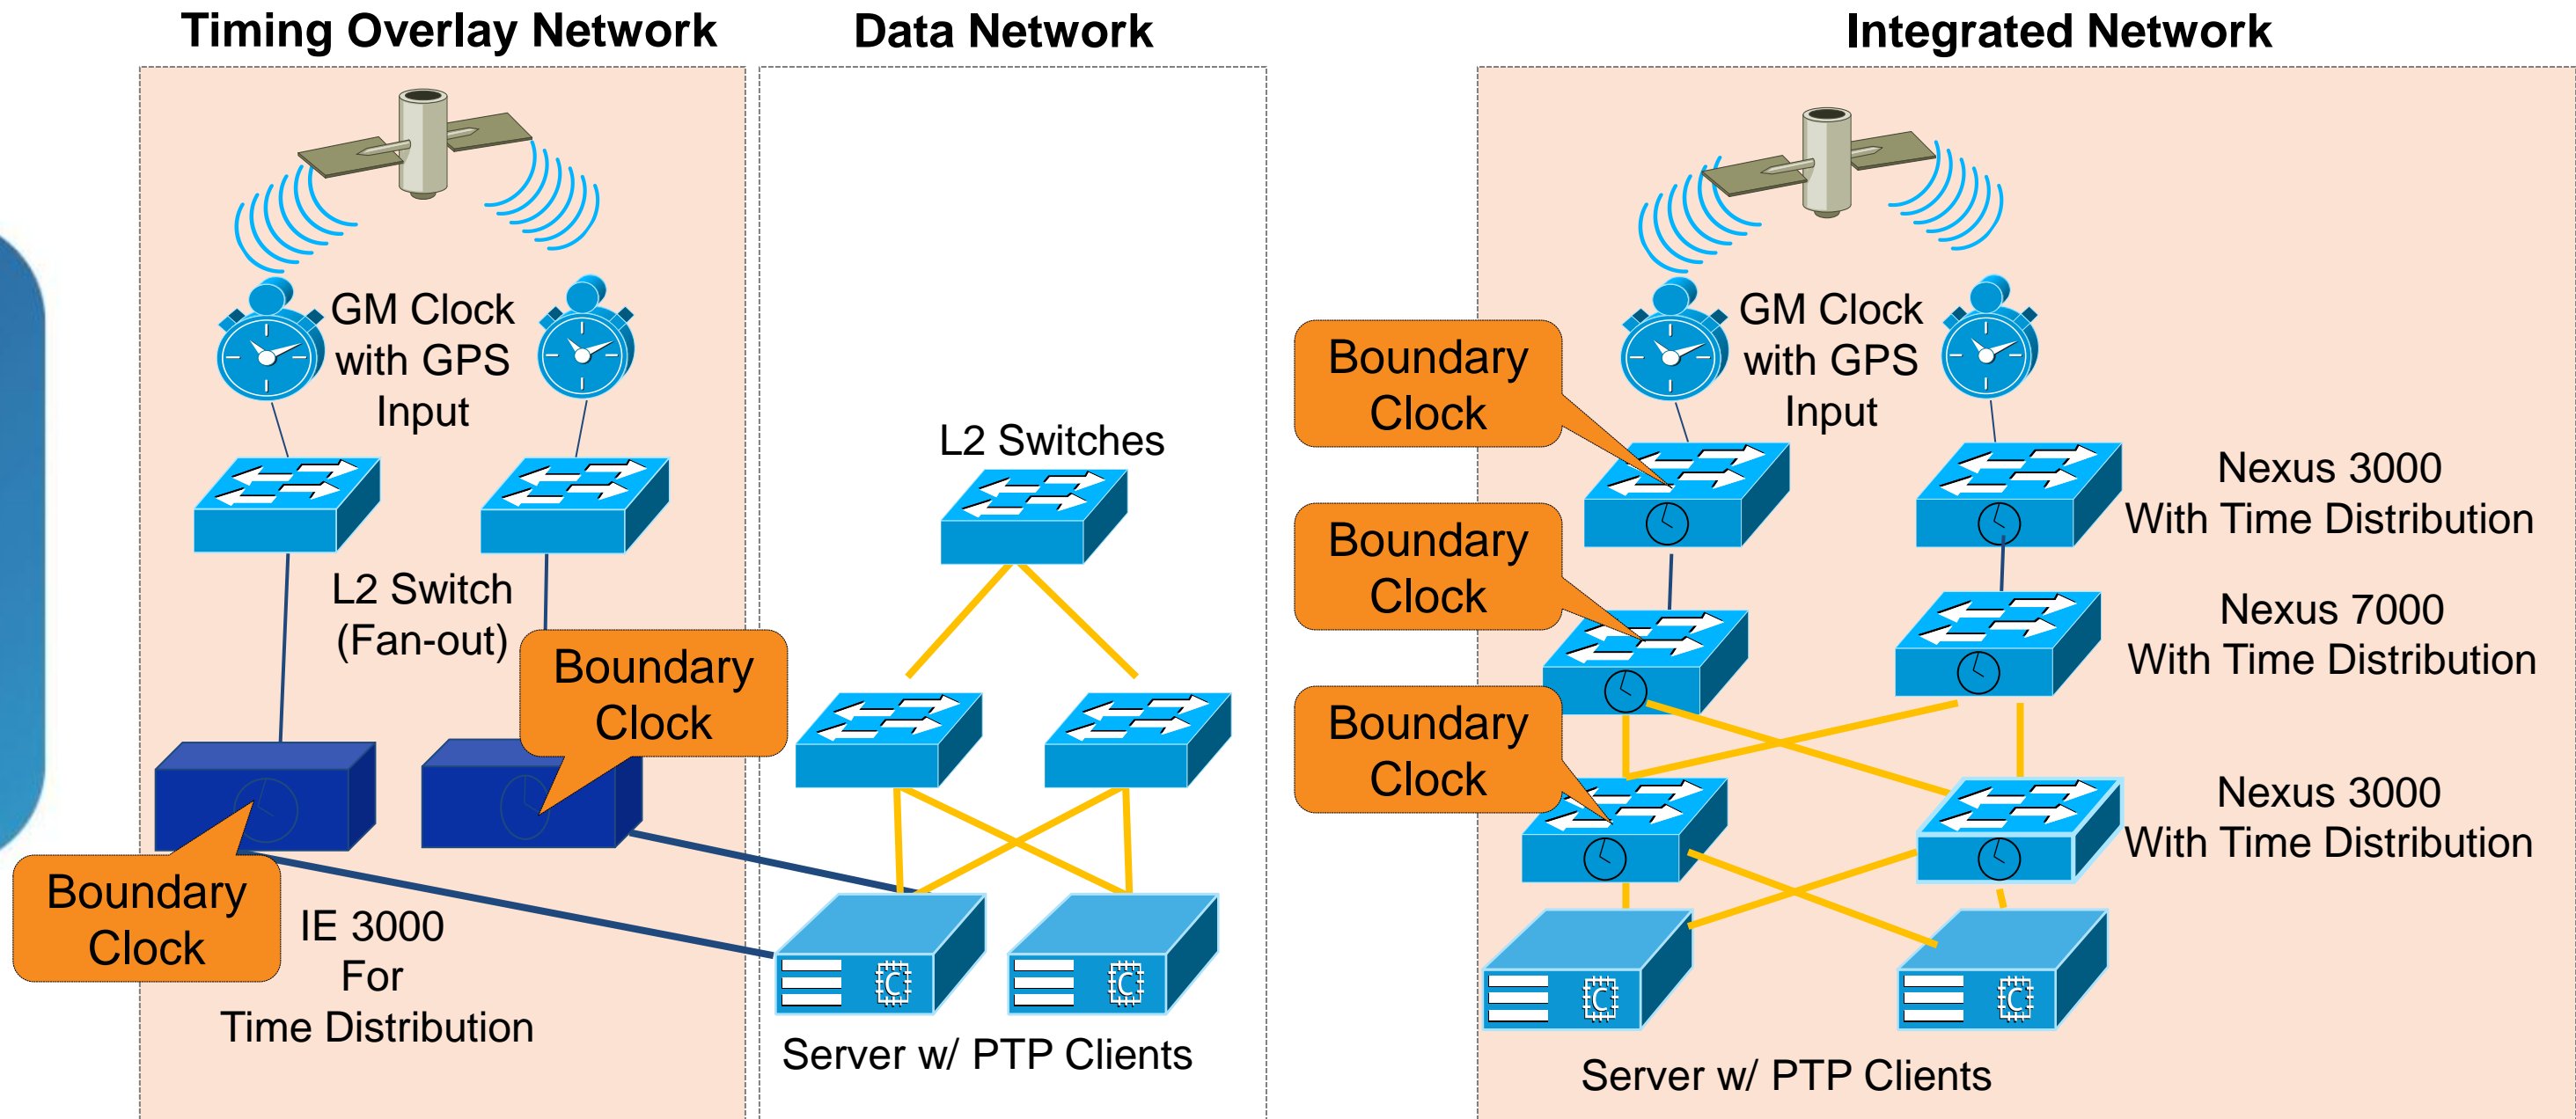 Timing Overlay Network
Data Network
Integrated Network
GM Clock
with GPS
Input
L2 Switch
(Fan-out)
Boundary
Clock
Boundary
Clock
IE 3000
For
Time Distribution
L2 Switches
C
C
Server w/ PTP Clients
GM Clock
with GPS
Input
Boundary
Clock
Boundary
Clock
Boundary
Clock
Nexus 3000
With Time Distribution
Nexus 7000
With Time Distribution
Nexus 3000
With Time Distribution
C
C
Server w/ PTP Clients